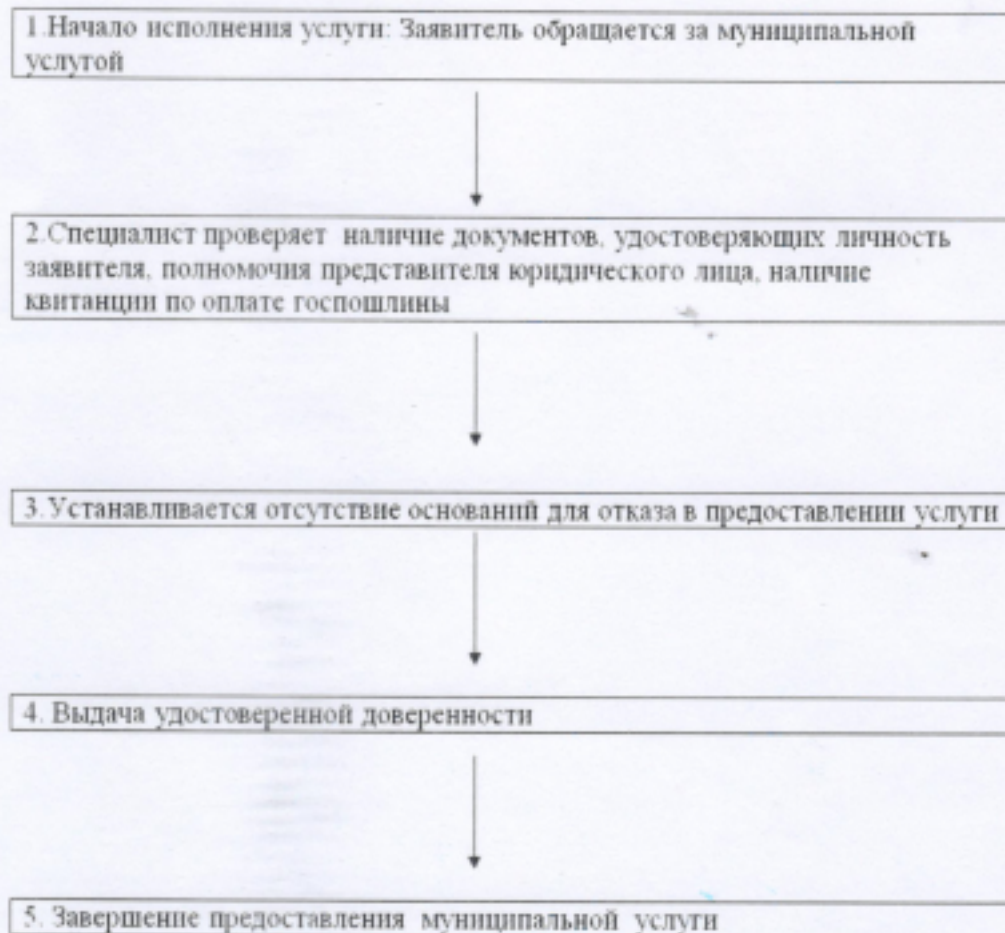 1.Начало исполнения услуги: Заявитель обращается за муниципальной
услугой
2.Специалист проверяет наличие документов, удостоверяющих личность
заявителя, полномочия представителя юридического лица, наличие
квитанции по оплате госпошлины
3.Устанавливается отсутствие оснований для отказа в предоставлении услуги
4. Выдача удостоверенной доверенности
5. Завершение предоставления муниципальной услуги